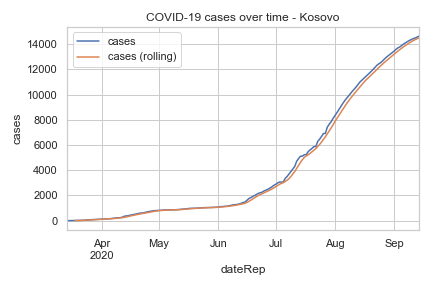 COVID-19 cases over time - Kosovo
cases
cases (rolling)
14000
12000
10000
8000
6000
4000
2000
0
cases
Apr
2020
May
Jun
Jul
Aug
Sep
dateRep